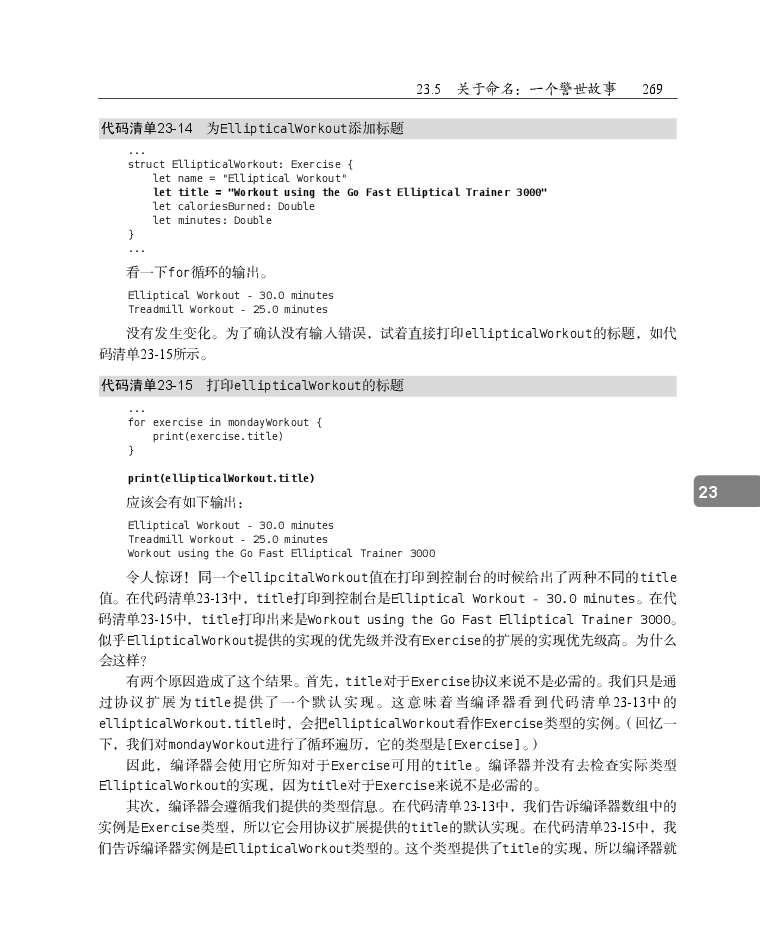 23.5 关于命名：一个警世故事 269
代码清单23-14 为EllipticalWorkout添加标题
...
struct EllipticalWorkout: Exercise {
let name = "Elliptical Workout"
let title = "Workout using the Go Fast Elliptical Trainer 3000"
let caloriesBurned: Double
let minutes: Double
}
...
看一下for循环的输出。
Elliptical Workout - 30.0 minutes
Treadmill Workout - 25.0 minutes
没有发生变化。为了确认没有输入错误，试着直接打印ellipticalWorkout的标题，如代
码清单23-15所示。
代码清单23-15 打印ellipticalWorkout的标题
...
for exercise in mondayWorkout {
print(exercise.title)
}
print(ellipticalWorkout.title)
23
应该会有如下输出：
Elliptical Workout - 30.0 minutes
Treadmill Workout - 25.0 minutes
Workout using the Go Fast Elliptical Trainer 3000
令人惊讶！同一个ellipcitalWorkout值在打印到控制台的时候给出了两种不同的title
值。在代码清单23-13中，title打印到控制台是Elliptical Workout - 30.0 minutes。在代
码清单23-15中，title打印出来是Workout using the Go Fast Elliptical Trainer 3000。
似乎EllipticalWorkout提供的实现的优先级并没有Exercise的扩展的实现优先级高。为什么
会这样？
有两个原因造成了这个结果。首先，title对于Exercise协议来说不是必需的。我们只是通
过协议扩展为title提供了一个默认实现。这意味着当编译器看到代码清单23-13中的
ellipticalWorkout.title时，会把ellipticalWorkout看作Exercise类型的实例。（回忆一
下，我们对mondayWorkout进行了循环遍历，它的类型是[Exercise]。）
因此，编译器会使用它所知对于Exercise可用的title。编译器并没有去检查实际类型
EllipticalWorkout的实现，因为title对于Exercise来说不是必需的。
其次，编译器会遵循我们提供的类型信息。在代码清单23-13中，我们告诉编译器数组中的
实例是Exercise类型，所以它会用协议扩展提供的title的默认实现。在代码清单23-15中，我
们告诉编译器实例是EllipticalWorkout类型的。这个类型提供了title的实现，所以编译器就